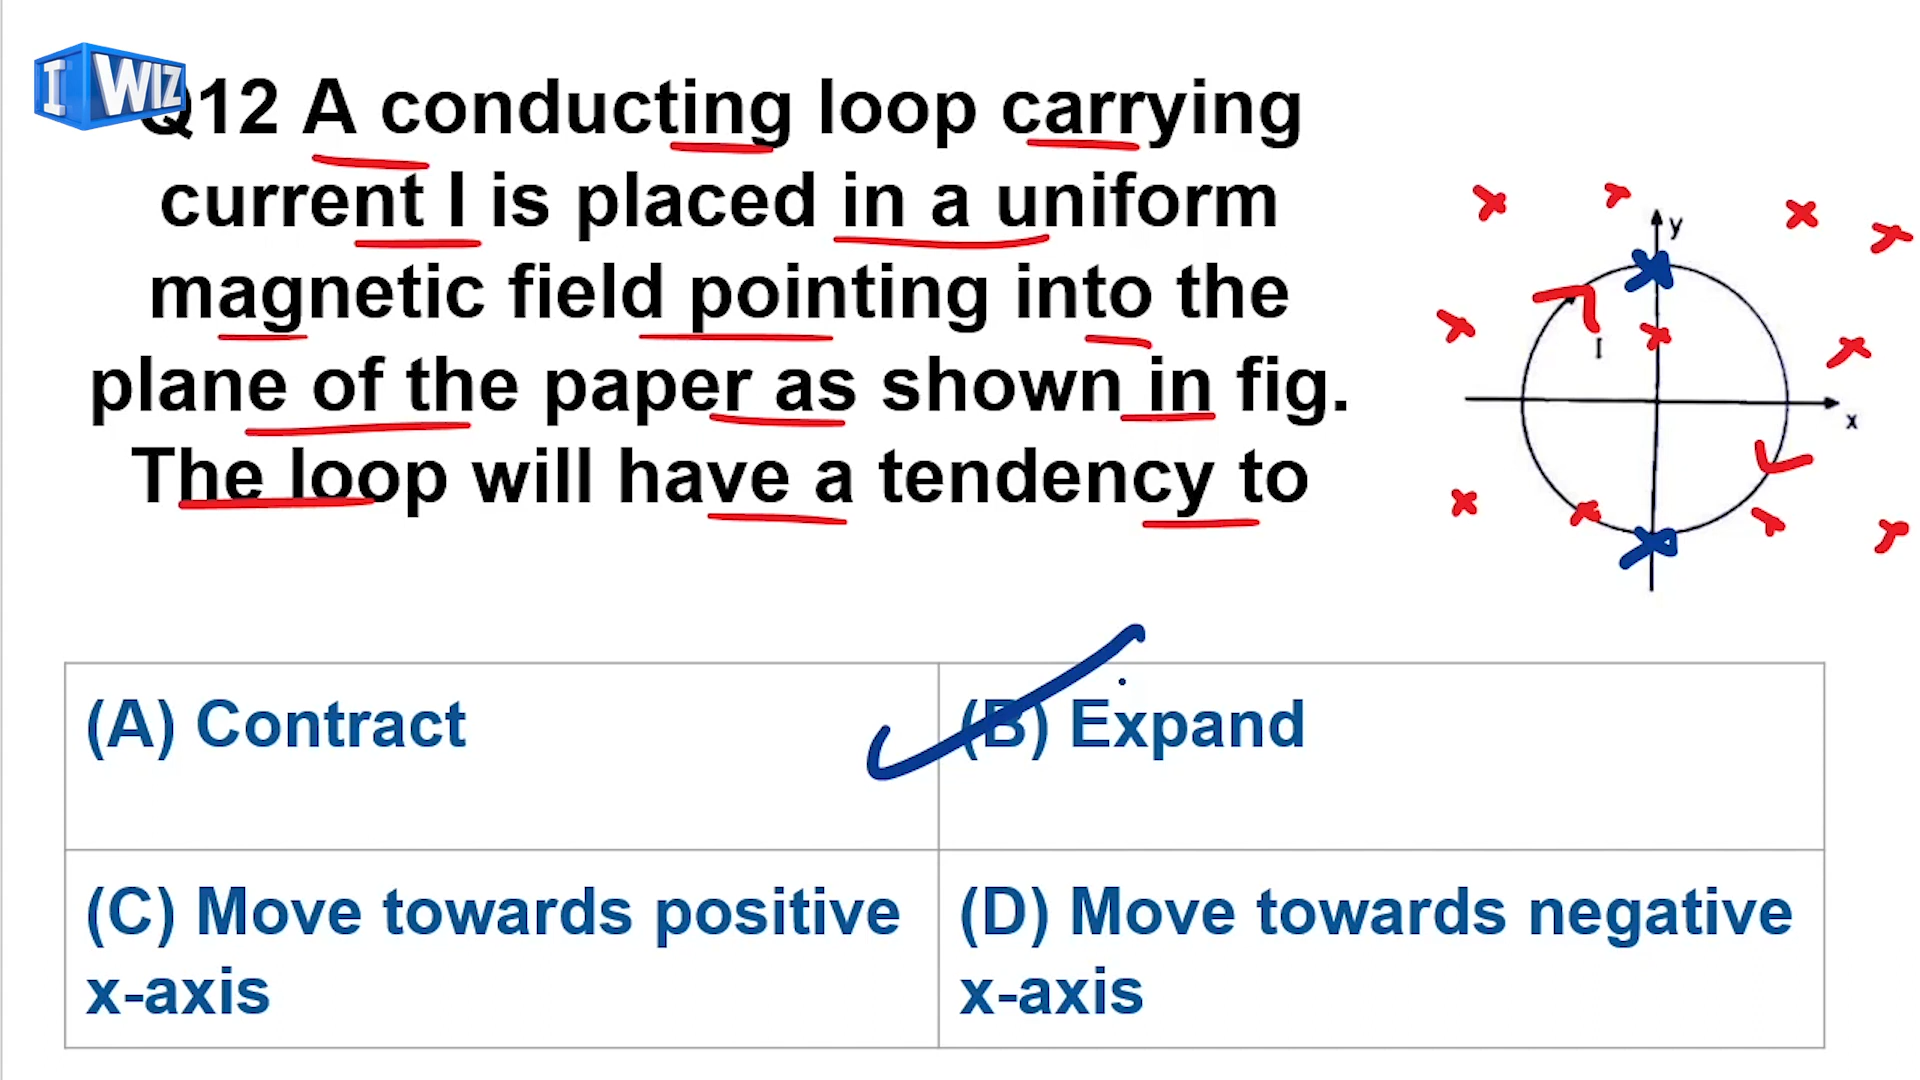 I WIZ
Q12 A conducting loop carrying
current I is placed in a uniform
magnetic field pointing into the
plane of the paper as shown in fig.
The loop will have a tendency to
y
I
x
(A) Contract
(B) Expand
(C) Move towards positive
x-axis
(D) Move towards negative
x-axis